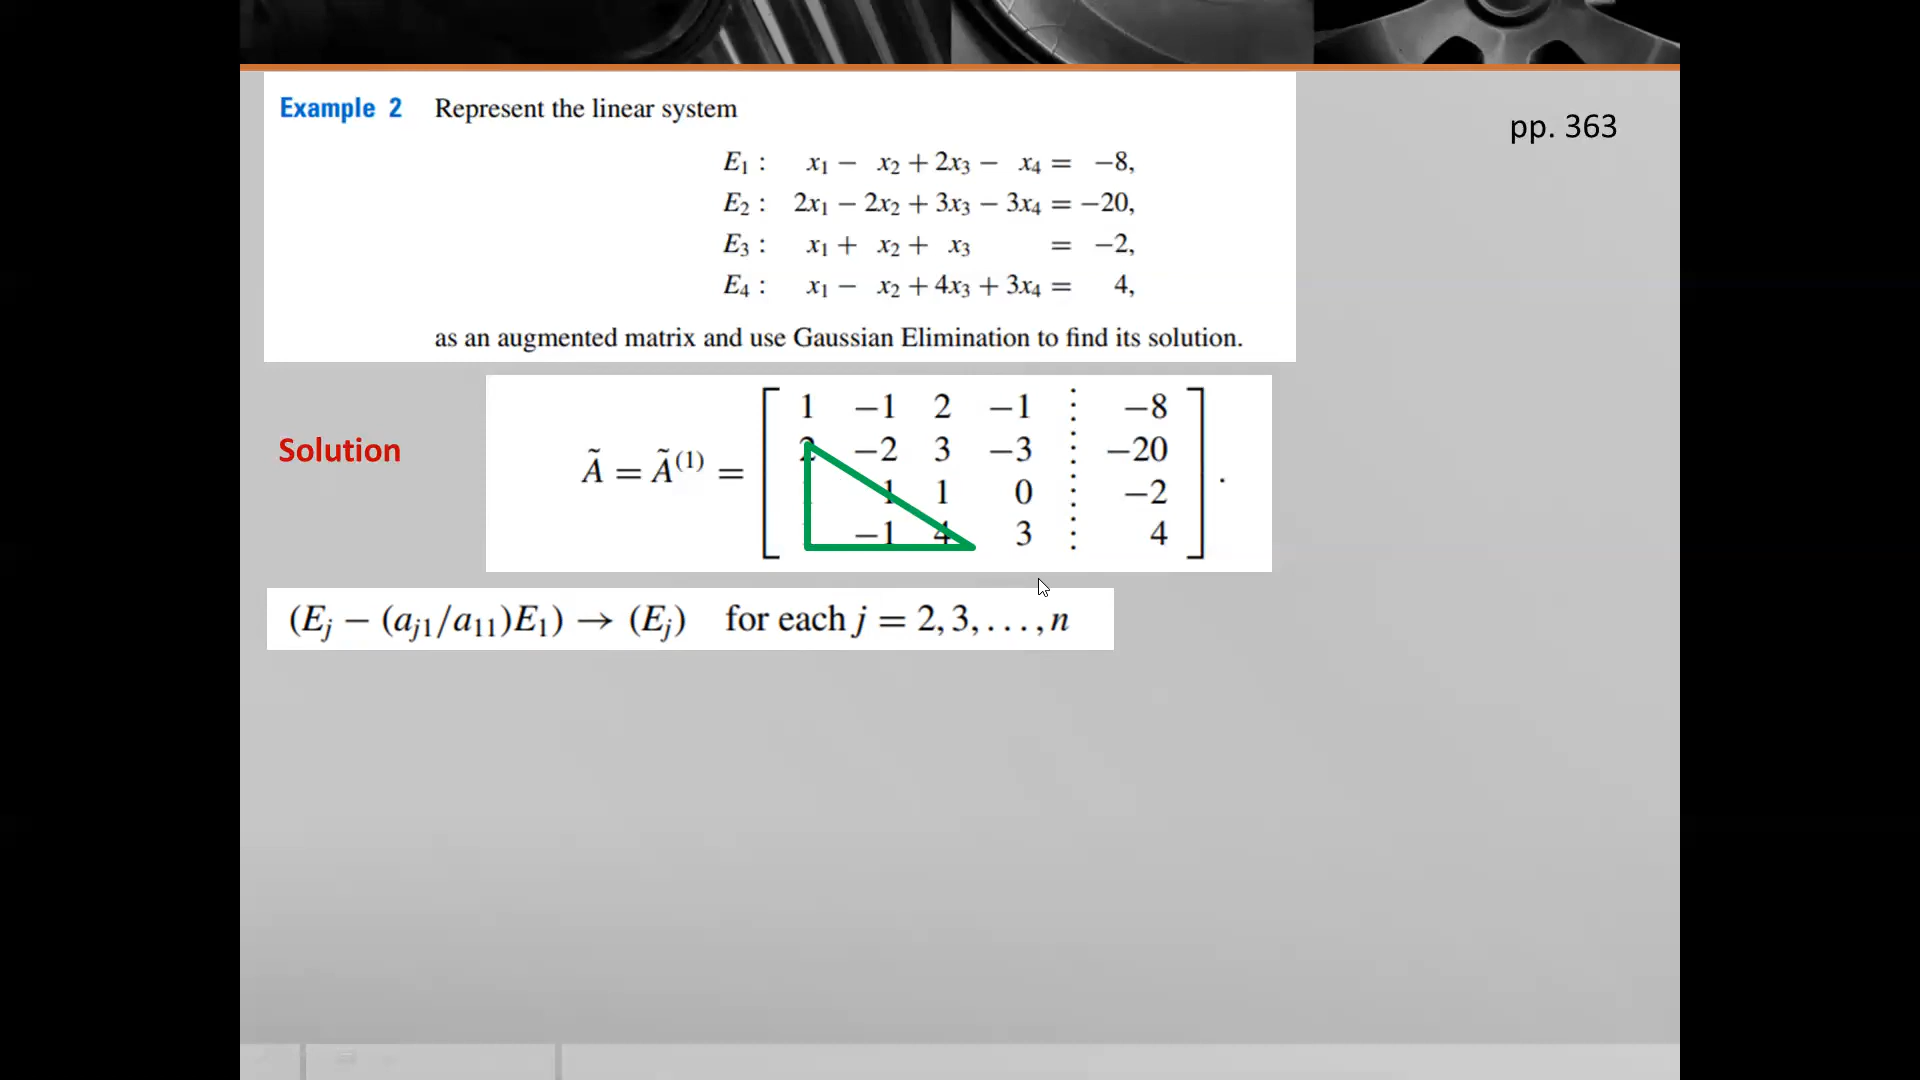 Example 2 Represent the linear system
pp. 363
E₁ : x₁ − x₂ + 2x₃ − x₄ = −8,
E₂ : 2x₁ − 2x₂ + 3x₃ − 3x₄ = −20,
E₃ : x₁ + x₂ + x₃ = −2,
E₄ : x₁ − x₂ + 4x₃ + 3x₄ = 4,
as an augmented matrix and use Gaussian Elimination to find its solution.
Solution
Ã = Ã⁽¹⁾ =
1 −1 2 −1 ⋮ −8
2 −2 3 −3 ⋮ −20
1 1 0 ⋮ −2
−1 4 3 ⋮ 4
.
(Eⱼ − (aⱼ₁/a₁₁)E₁) → (Eⱼ) for each j = 2, 3, . . . , n